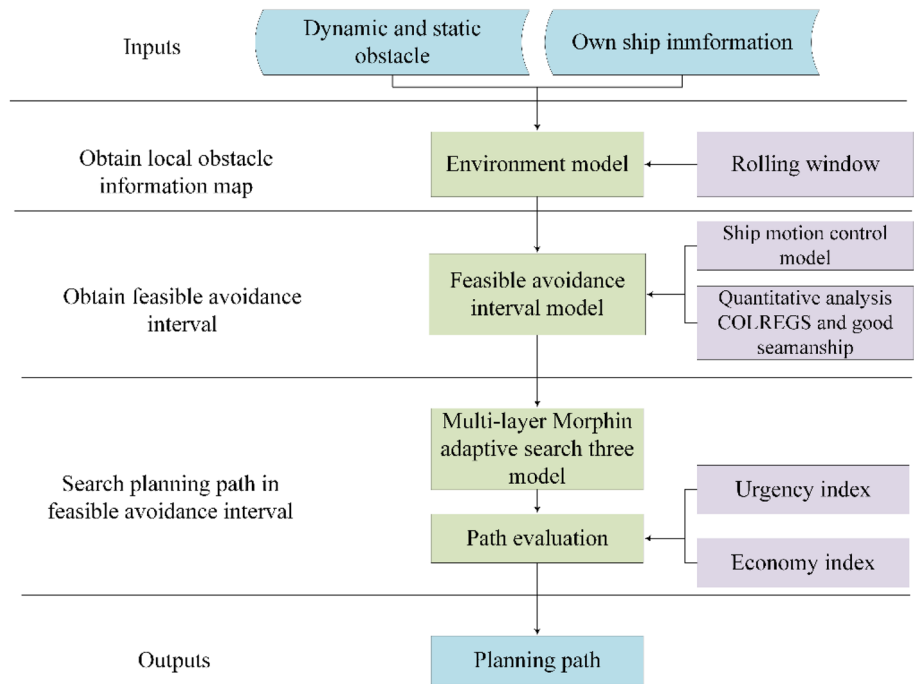 Inputs
Dynamic and static
obstacle
Own ship inmformation
Obtain local obstacle
information map
Environment model
Rolling window
Obtain feasible avoidance
interval
Feasible avoidance
interval model
Ship motion control
model
Quantitative analysis
COLREGS and good
seamanship
Search planning path in
feasible avoidance interval
Multi-layer Morphin
adaptive search three
model
Path evaluation
Urgency index
Economy index
Outputs
Planning path